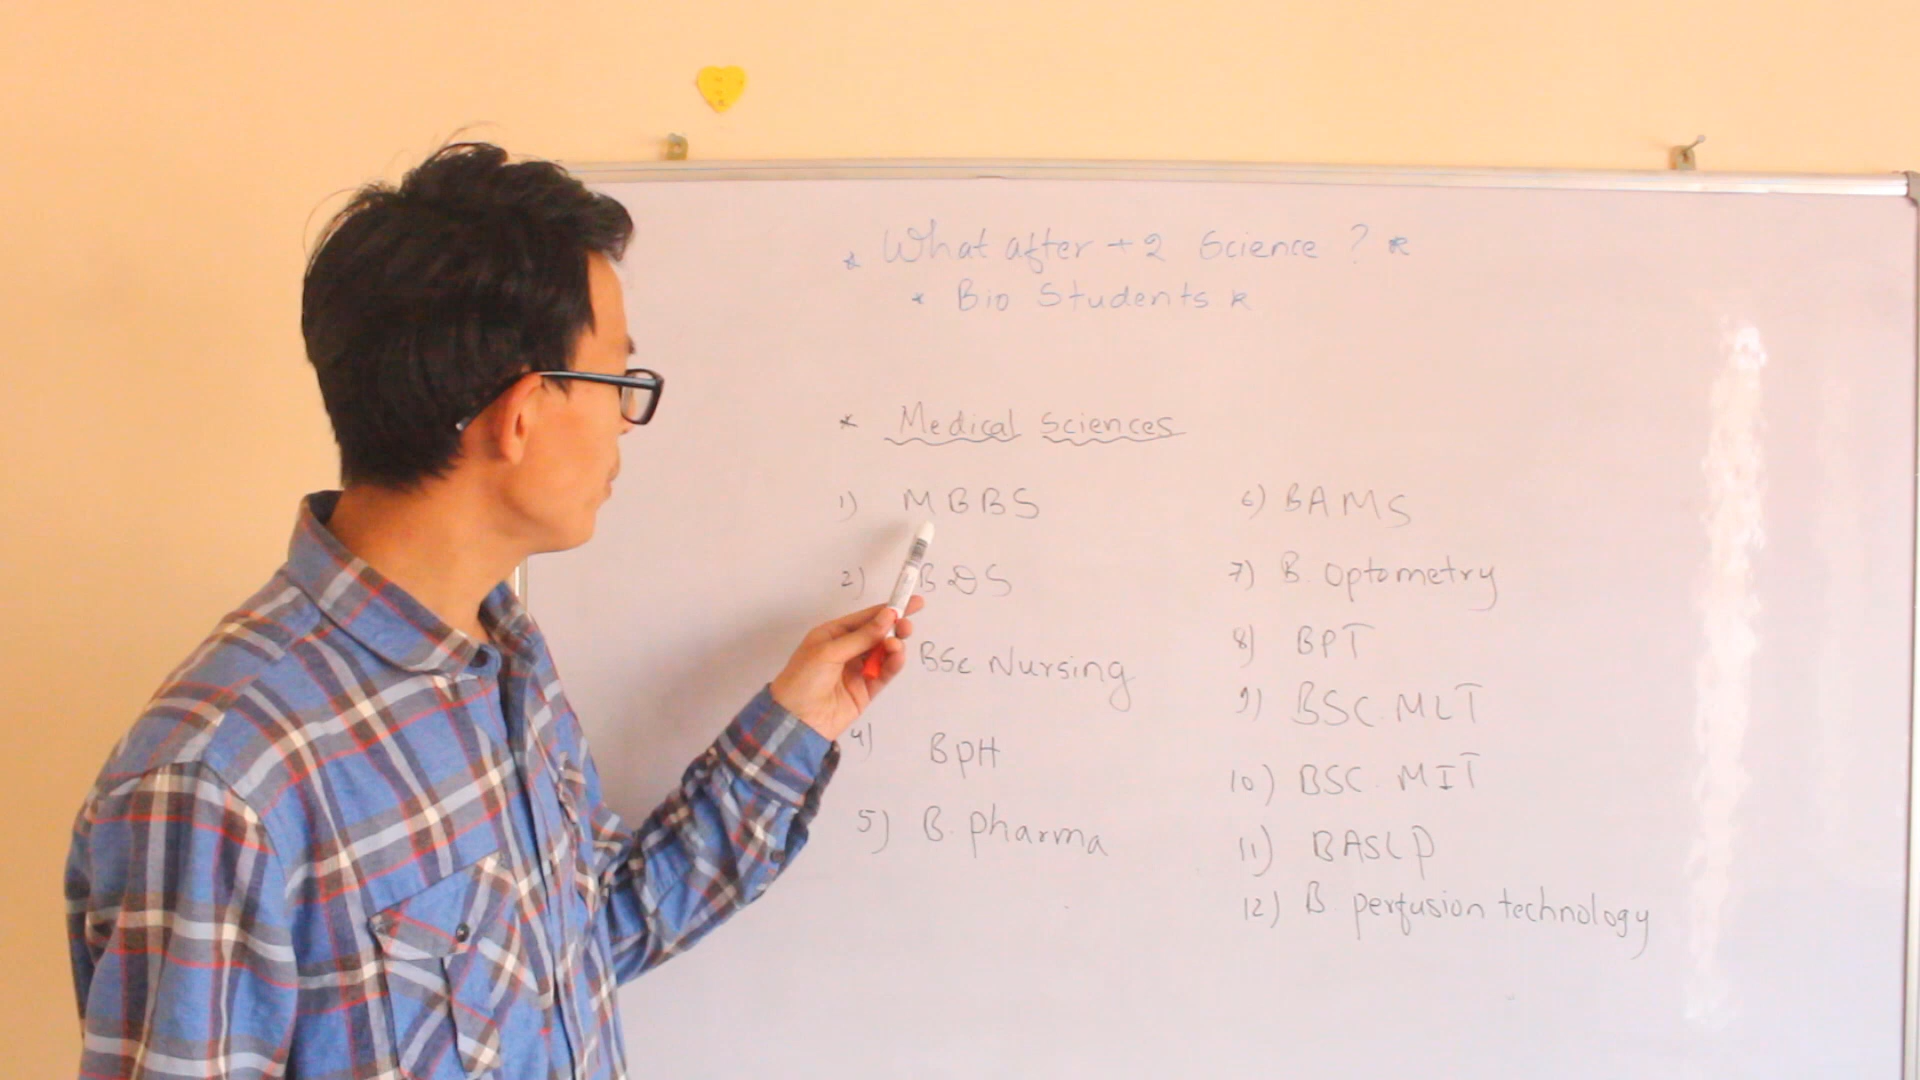 * What after +2 Science ? *
* Bio Students *
* Medical Sciences
1) MBBS
2) BDS
BSc Nursing
4) BPH
5) B. pharma
6) BAMS
7) B. Optometry
8) BPT
9) BSC. MLT
10) BSC. MIT
11) BASLP
12) B. perfusion technology